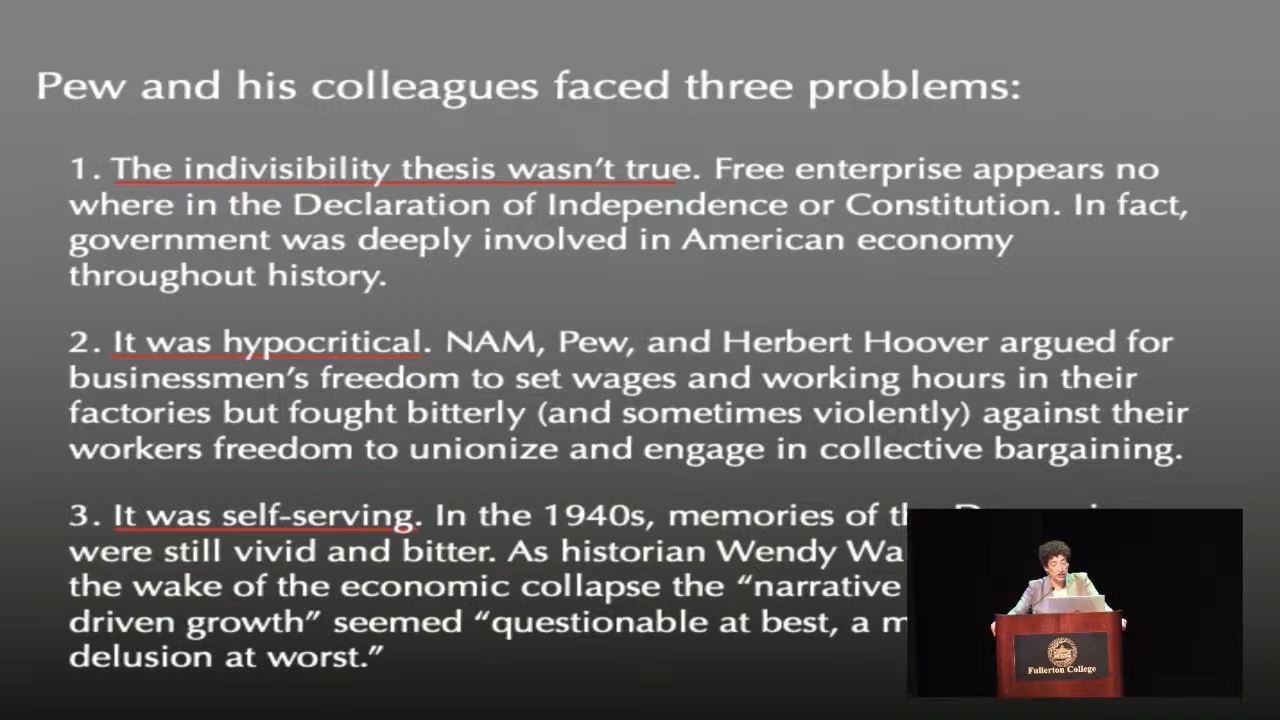 Pew and his colleagues faced three problems:
1. The indivisibility thesis wasn't true. Free enterprise appears no
where in the Declaration of Independence or Constitution. In fact,
government was deeply involved in American economy
throughout history.
2. It was hypocritical. NAM, Pew, and Herbert Hoover argued for
businessmen's freedom to set wages and working hours in their
factories but fought bitterly (and sometimes violently) against their
workers freedom to unionize and engage in collective bargaining.
3. It was self-serving. In the 1940s, memories of
were still vivid and bitter. As historian Wendy
the wake of the economic collapse the “narrative
driven growth” seemed “questionable at best, a
delusion at worst.”
Fullerton College